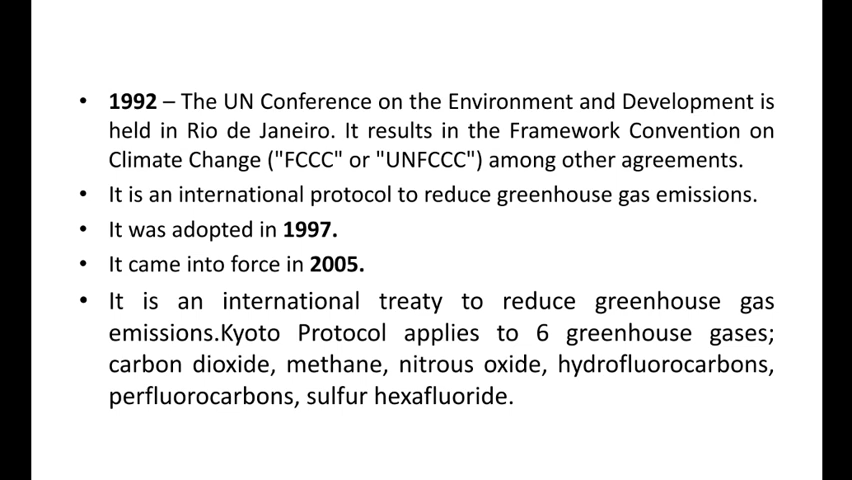 • 1992 – The UN Conference on the Environment and Development is
held in Rio de Janeiro. It results in the Framework Convention on
Climate Change ("FCCC" or "UNFCCC") among other agreements.
• It is an international protocol to reduce greenhouse gas emissions.
• It was adopted in 1997.
• It came into force in 2005.
• It is an international treaty to reduce greenhouse gas
emissions.Kyoto Protocol applies to 6 greenhouse gases;
carbon dioxide, methane, nitrous oxide, hydrofluorocarbons,
perfluorocarbons, sulfur hexafluoride.